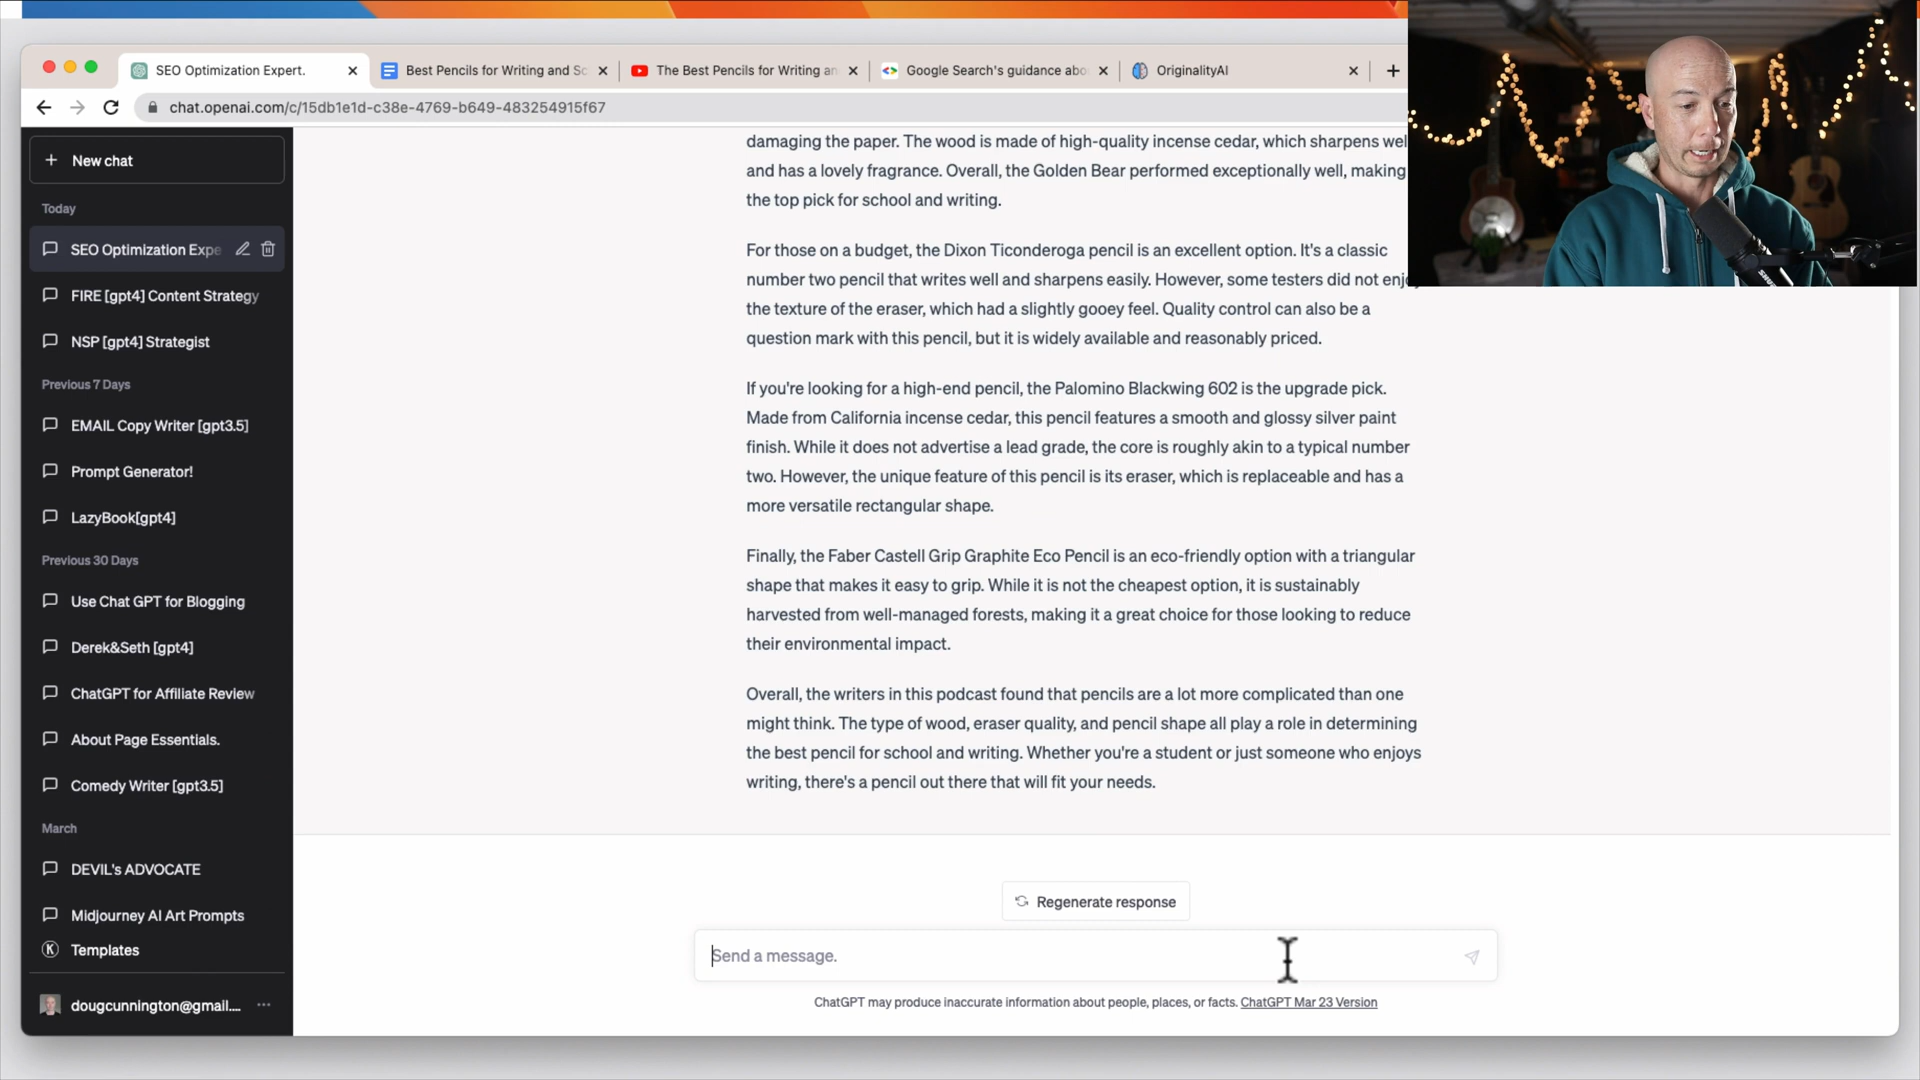 SEO Optimization Expert.
Best Pencils for Writing and Sc
The Best Pencils for Writing an
Google Search's guidance abo
OriginalityAI
chat.openai.com/c/15db1e1d-c38e-4769-b649-483254915f67
New chat
Today
SEO Optimization Expe
FIRE [gpt4] Content Strategy
NSP [gpt4] Strategist
Previous 7 Days
EMAIL Copy Writer [gpt3.5]
Prompt Generator!
LazyBook[gpt4]
Previous 30 Days
Use Chat GPT for Blogging
Derek&Seth [gpt4]
ChatGPT for Affiliate Review
About Page Essentials.
Comedy Writer [gpt3.5]
March
DEVIL's ADVOCATE
Midjourney AI Art Prompts
K Templates
dougcunnington@gmail....
damaging the paper. The wood is made of high-quality incense cedar, which sharpens wel
and has a lovely fragrance. Overall, the Golden Bear performed exceptionally well, making
the top pick for school and writing.
For those on a budget, the Dixon Ticonderoga pencil is an excellent option. It's a classic
number two pencil that writes well and sharpens easily. However, some testers did not enj
the texture of the eraser, which had a slightly gooey feel. Quality control can also be a
question mark with this pencil, but it is widely available and reasonably priced.
If you're looking for a high-end pencil, the Palomino Blackwing 602 is the upgrade pick.
Made from California incense cedar, this pencil features a smooth and glossy silver paint
finish. While it does not advertise a lead grade, the core is roughly akin to a typical number
two. However, the unique feature of this pencil is its eraser, which is replaceable and has a
more versatile rectangular shape.
Finally, the Faber Castell Grip Graphite Eco Pencil is an eco-friendly option with a triangular
shape that makes it easy to grip. While it is not the cheapest option, it is sustainably
harvested from well-managed forests, making it a great choice for those looking to reduce
their environmental impact.
Overall, the writers in this podcast found that pencils are a lot more complicated than one
might think. The type of wood, eraser quality, and pencil shape all play a role in determining
the best pencil for school and writing. Whether you're a student or just someone who enjoys
writing, there's a pencil out there that will fit your needs.
Regenerate response
Send a message.
ChatGPT may produce inaccurate information about people, places, or facts. ChatGPT Mar 23 Version
SHURE